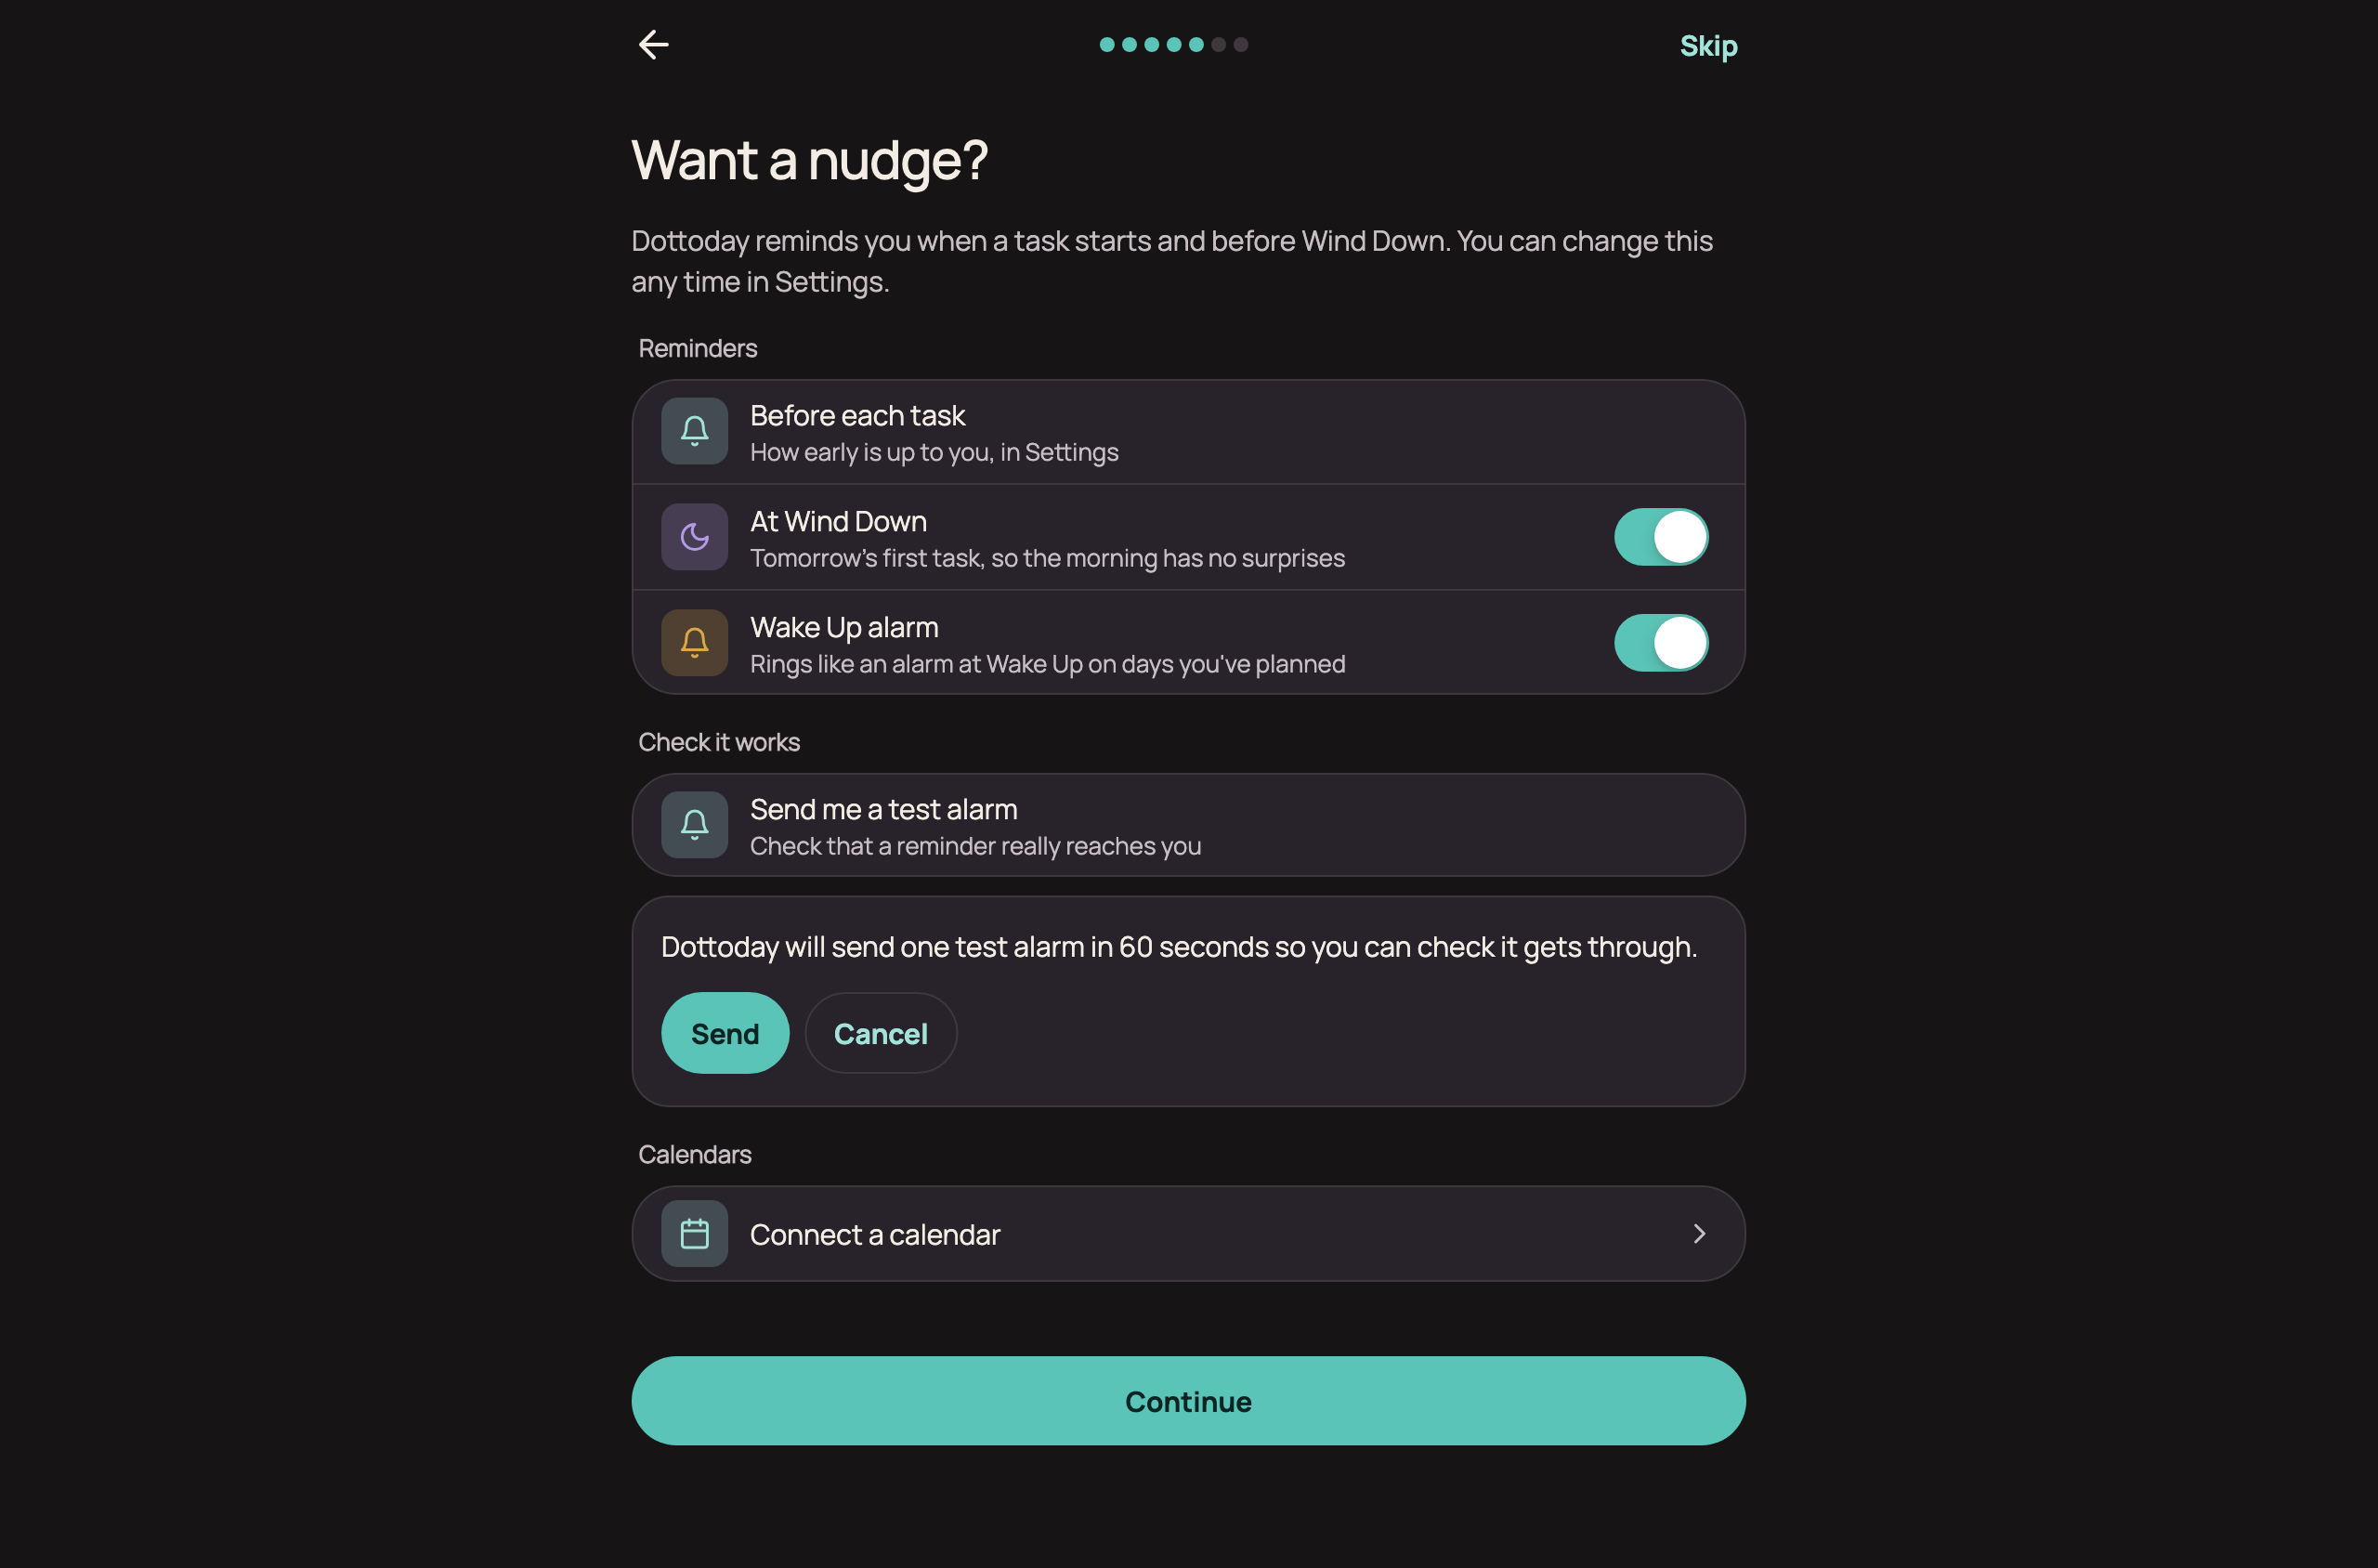 Skip
Want a nudge?
Dottoday reminds you when a task starts and before Wind Down. You can change this
any time in Settings.
Reminders
Before each task
How early is up to you, in Settings
At Wind Down
Tomorrow’s first task, so the morning has no surprises
Wake Up alarm
Rings like an alarm at Wake Up on days you've planned
Check it works
Send me a test alarm
Check that a reminder really reaches you
Dottoday will send one test alarm in 60 seconds so you can check it gets through.
Send
Cancel
Calendars
Connect a calendar
Continue